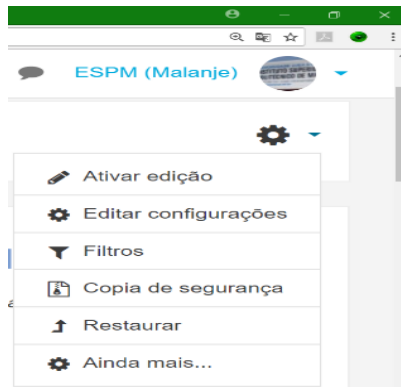 ESPM (Malanje)
Ativar edição
Editar configurações
Filtros
Copia de segurança
Restaurar
Ainda mais...